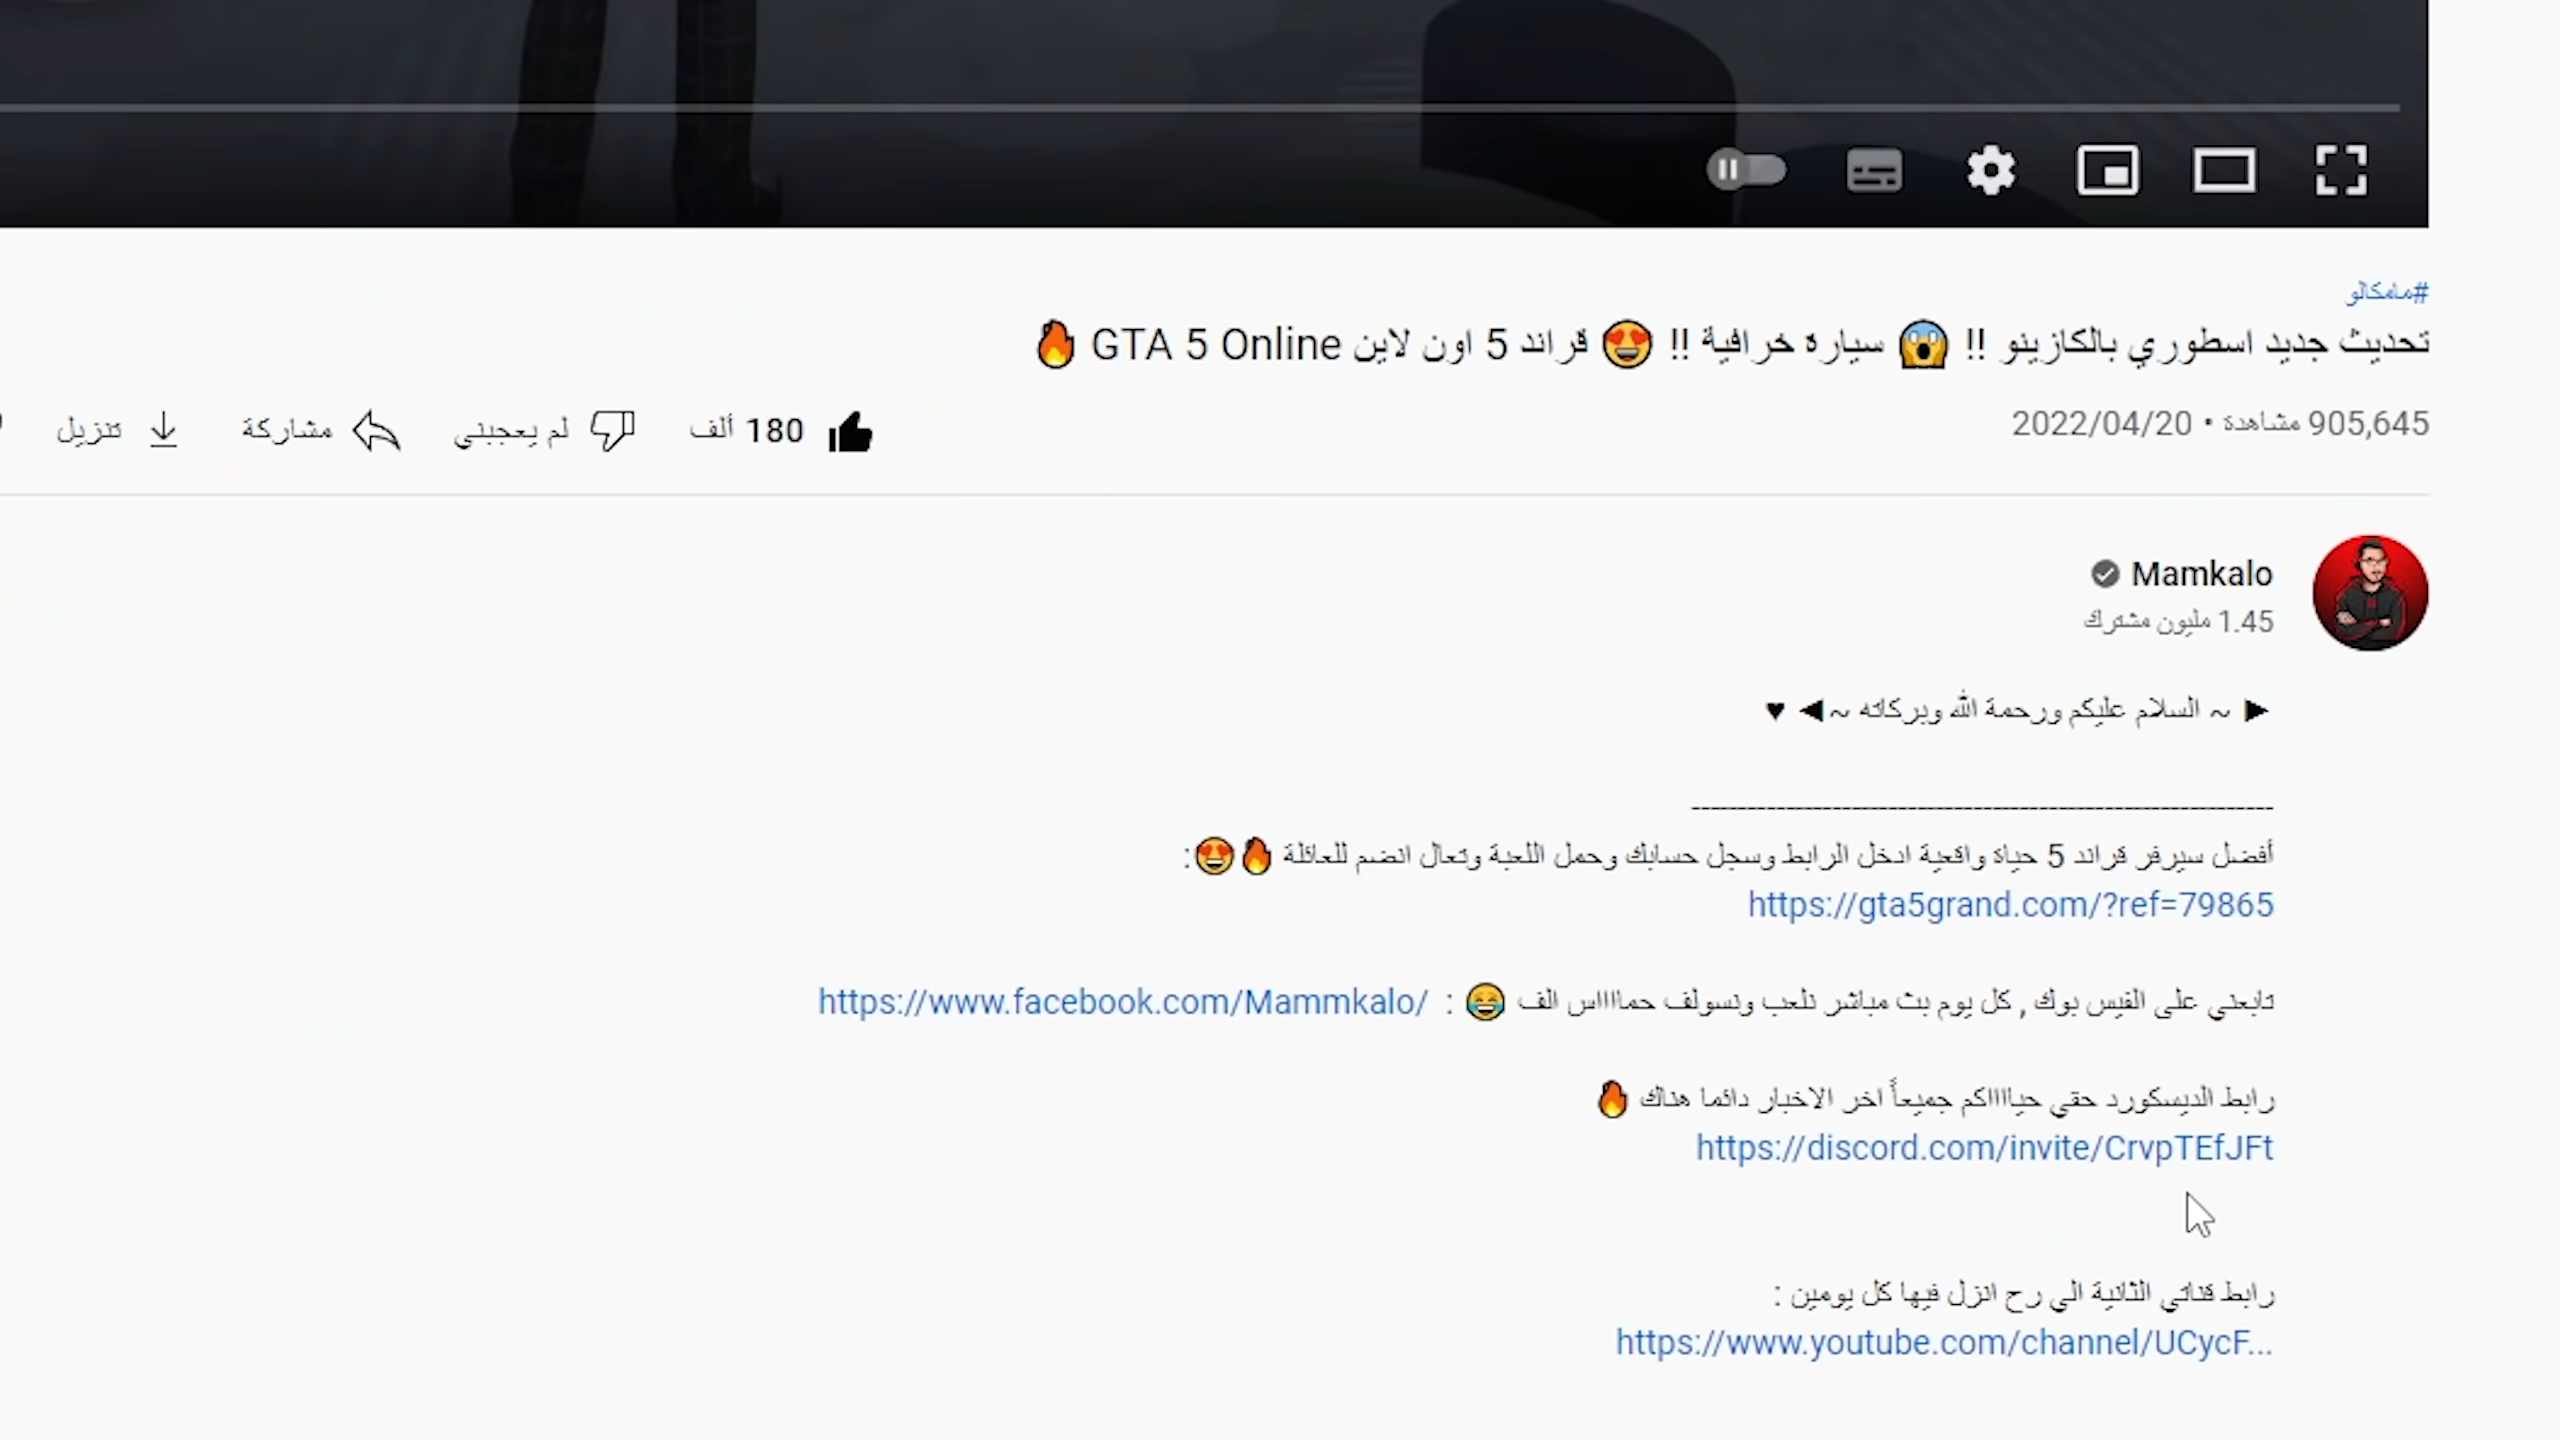 #مامكالو
تحديث جديد اسطوري بالكازينو !! 😱 سيارة خرافية !! 😍 قراند 5 اون لاين GTA 5 Online 🔥
905,645 مشاهدة • 2022/04/20
180 ألف
لم يعجبني
مشاركة
تنزيل
Mamkalo
1.45 مليون مشترك
► ~ السلام عليكم ورحمة الله وبركاته ~◄ ♥
---------------------------------------------------------------
أفضل سيرفر قراند 5 حياة واقعية ادخل الرابط وسجل حسابك وحمل اللعبة وتعال انضم للعائلة 🔥😍:
https://gta5grand.com/?ref=79865
تابعني على الفيس بوك , كل يوم بث مباشر نلعب ونسولف حماااااس الف 😂 : https://www.facebook.com/Mammkalo/
رابط الديسكورد حقي حيااااكم جميعاً اخر الاخبار دائما هناك 🔥
https://discord.com/invite/CrvpTEfJFt
رابط قناتي الثانية الي رح انزل فيها كل يومين :
https://www.youtube.com/channel/UCycF...